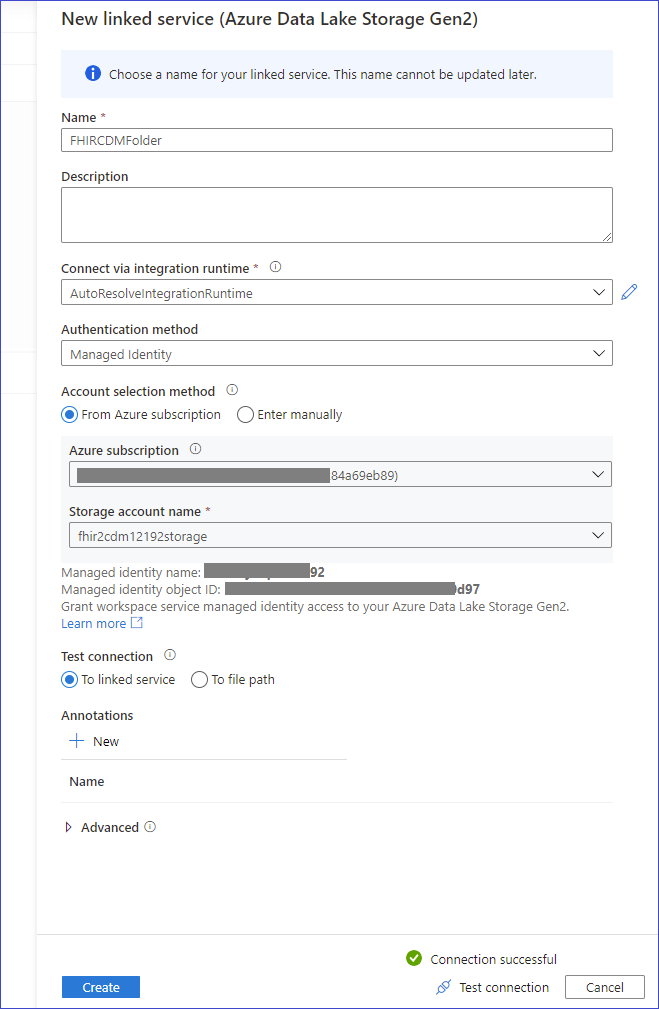 New linked service (Azure Data Lake Storage Gen2)
Choose a name for your linked service. This name cannot be updated later.
Name *
FHIRCDMFolder
Description
Connect via integration runtime *
AutoResolveIntegrationRuntime
Authentication method
Managed Identity
Account selection method
From Azure subscription Enter manually
Azure subscription
84a69eb89)
Storage account name *
fhir2cdm12192storage
Managed identity name: 92
Managed identity object ID: d97
Grant workspace service managed identity access to your Azure Data Lake Storage Gen2.
Learn more
Test connection
To linked service To file path
Annotations
New
Name
Advanced
Connection successful
Create Test connection Cancel